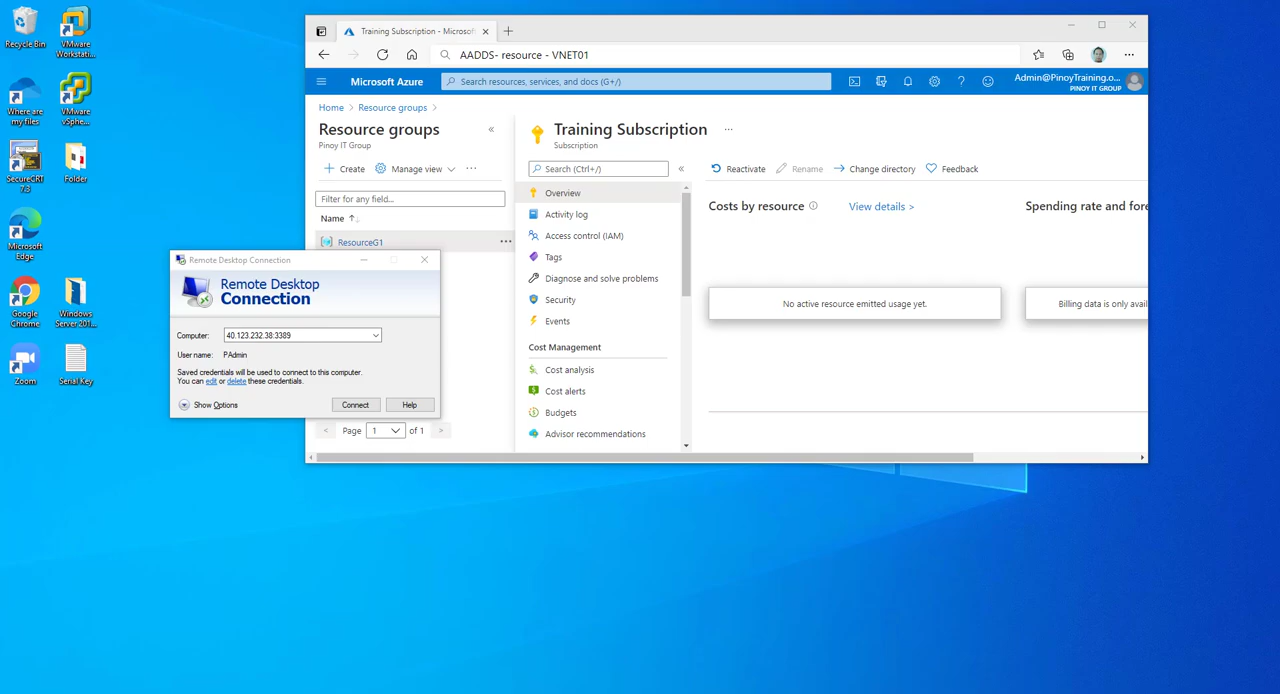 Recycle Bin
VMware Workstati...
Where are my files
VMware vSphe...
SecureCRT 7.3
Folder
Microsoft Edge
Google Chrome
Windows Server 201...
Zoom
Serial Key
Training Subscription - Microsof
AADDS- resource - VNET01
Microsoft Azure
Search resources, services, and docs (G+/)
Admin@PinoyTraining.o...
PINOY IT GROUP
Home > Resource groups >
Resource groups
Pinoy IT Group
Create
Manage view
Filter for any field...
Name
ResourceG1
Page 1 of 1
Training Subscription
Subscription
Search (Ctrl+/)
Overview
Activity log
Access control (IAM)
Tags
Diagnose and solve problems
Security
Events
Cost Management
Cost analysis
Cost alerts
Budgets
Advisor recommendations
Reactivate
Rename
Change directory
Feedback
Costs by resource
View details >
Spending rate and fore
No active resource emitted usage yet.
Billing data is only avail
Remote Desktop Connection
Remote Desktop
Connection
Computer: 40.123.232.38:3389
User name: PAdmin
Saved credentials will be used to connect to this computer.
You can edit or delete these credentials.
Show Options
Connect
Help